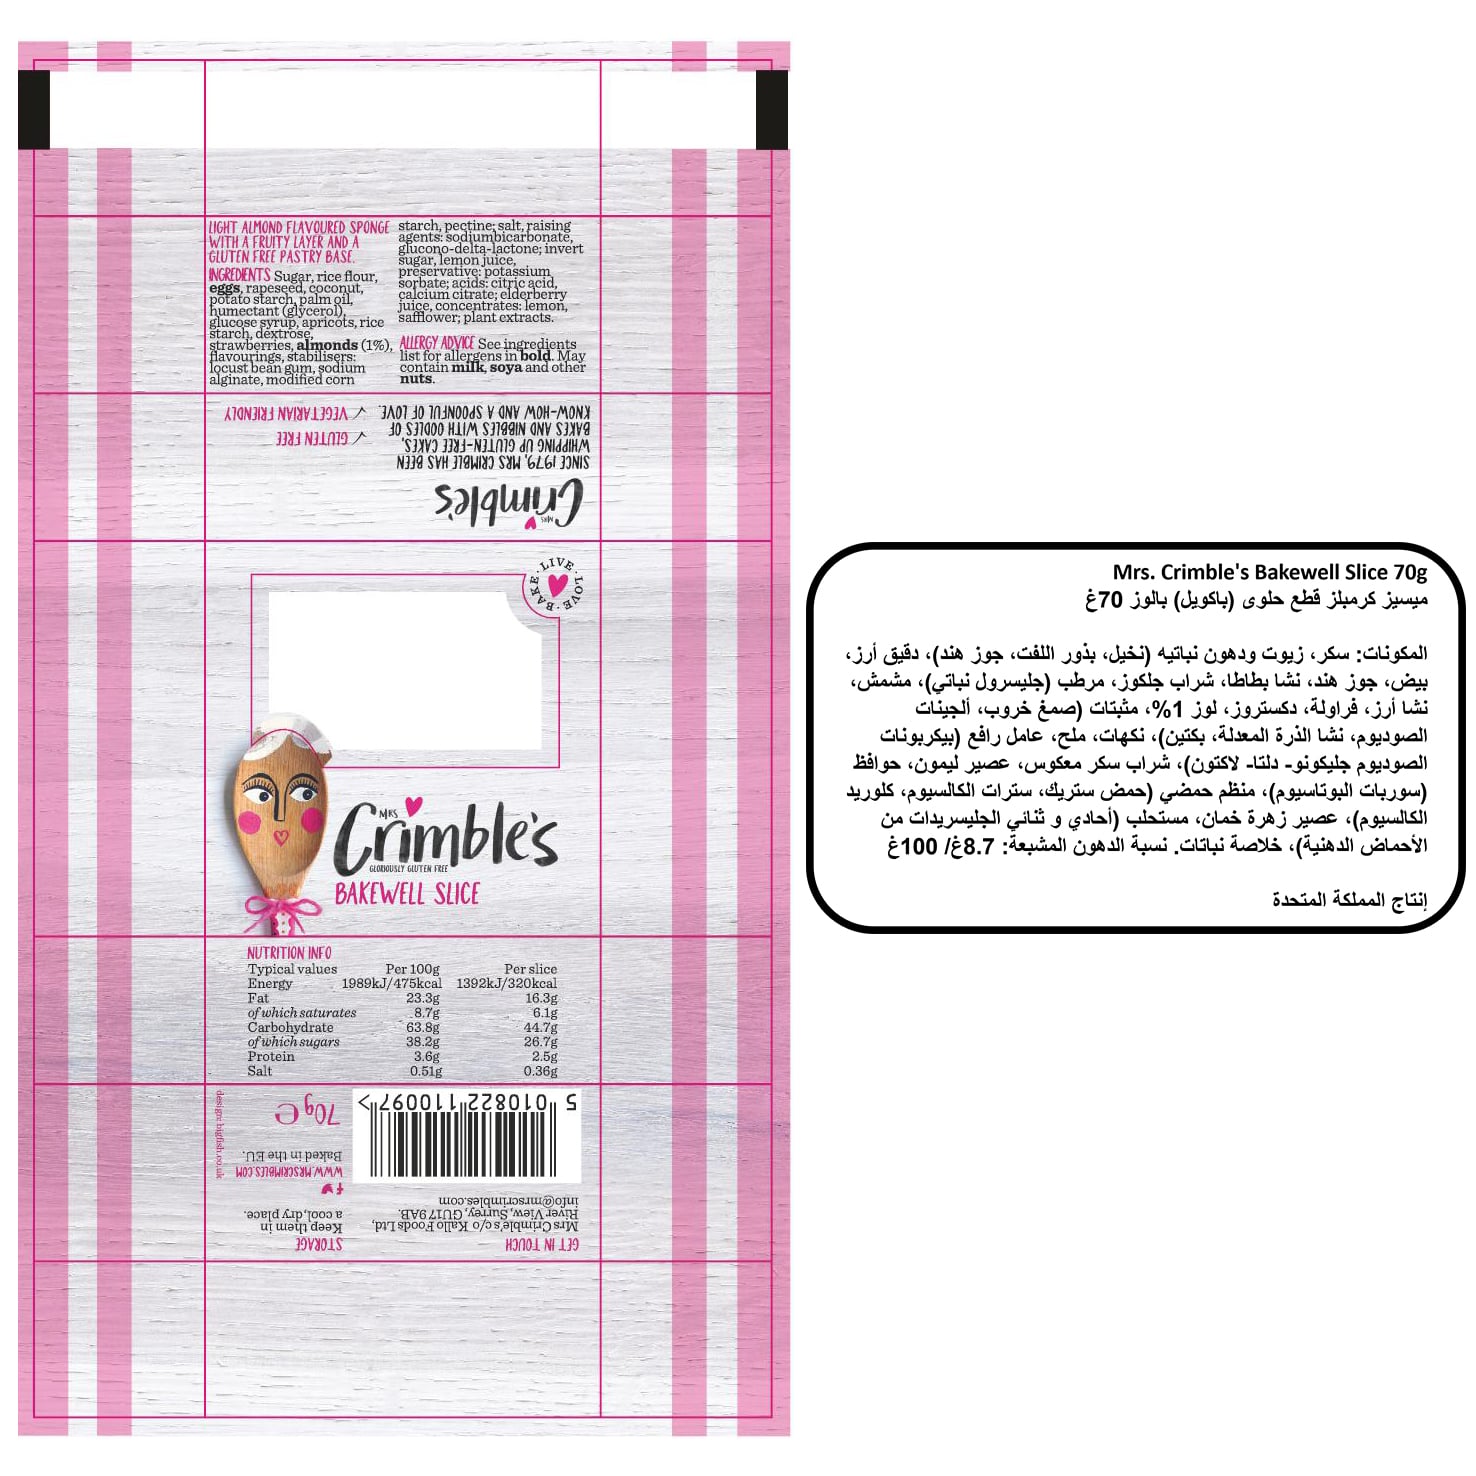 LIGHT ALMOND FLAVOURED SPONGE
WITH A FRUITY LAYER AND A
GLUTEN FREE PASTRY BASE.
INGREDIENTS Sugar, rice flour,
eggs, rapeseed, coconut,
potato starch, palm oil,
humectant (glycerol),
glucose syrup, apricots, rice
starch, dextrose,
strawberries, almonds (1%),
flavourings, stabilisers:
locust bean gum, sodium
alginate, modified corn
starch, pectine; salt, raising
agents: sodiumbicarbonate,
glucono-delta-lactone; invert
sugar, lemon juice,
preservative: potassium
sorbate; acids: citric acid,
calcium citrate; elderberry
juice, concentrates: lemon,
safflower; plant extracts.
ALLERGY ADVICE See ingredients
list for allergens in bold. May
contain milk, soya and other
nuts.
MRS
Crimble's
SINCE 1979, MRS CRIMBLE HAS BEEN
WHIPPING UP GLUTEN-FREE CAKES,
BAKES AND NIBBLES WITH OODLES OF
KNOW-HOW AND A SPOONFUL OF LOVE.
✓ GLUTEN FREE
✓ VEGETARIAN FRIENDLY
BAKE · LIVE · LOVE ·
MRS
Crimble's
GLORIOUSLY GLUTEN FREE
BAKEWELL SLICE
NUTRITION INFO
Typical values Per 100g Per slice
Energy 1989kJ/475kcal 1392kJ/320kcal
Fat 23.3g 16.3g
of which saturates 8.7g 6.1g
Carbohydrate 63.8g 44.7g
of which sugars 38.2g 26.7g
Protein 3.6g 2.5g
Salt 0.51g 0.36g
GET IN TOUCH
Mrs Crimble's c/o Kallo Foods Ltd,
River View, Surrey, GU17 9AB.
info@mrscrimbles.com
STORAGE
Keep them in
a cool, dry place.
WWW.MRSCRIMBLES.COM
Baked in the EU.
70g e
5 010822 110097 >
design: bigfish.co.uk
Mrs. Crimble's Bakewell Slice 70g
ميسيز كرمبلز قطع حلوى (باكويل) بالوز 70غ
المكونات: سكر، زيوت ودهون نباتيه (نخيل، بذور اللفت، جوز هند)، دقيق أرز،
بيض، جوز هند، نشا بطاطا، شراب جلكوز، مرطب (جليسرول نباتي)، مشمش،
نشا أرز، فراولة، دكستروز، لوز 1%، مثبتات (صمغ خروب، ألجينات
الصوديوم، نشا الذرة المعدلة، بكتين)، نكهات، ملح، عامل رافع (بيكربونات
الصوديوم جليكونو- دلتا- لاكتون)، شراب سكر معكوس، عصير ليمون، حوافظ
(سوربات البوتاسيوم)، منظم حمضي (حمض ستريك، سترات الكالسيوم، كلوريد
الكالسيوم)، عصير زهرة خمان، مستحلب (أحادي و ثنائي الجليسريدات من
الأحماض الدهنية)، خلاصة نباتات. نسبة الدهون المشبعة: 8.7غ/ 100غ
إنتاج المملكة المتحدة